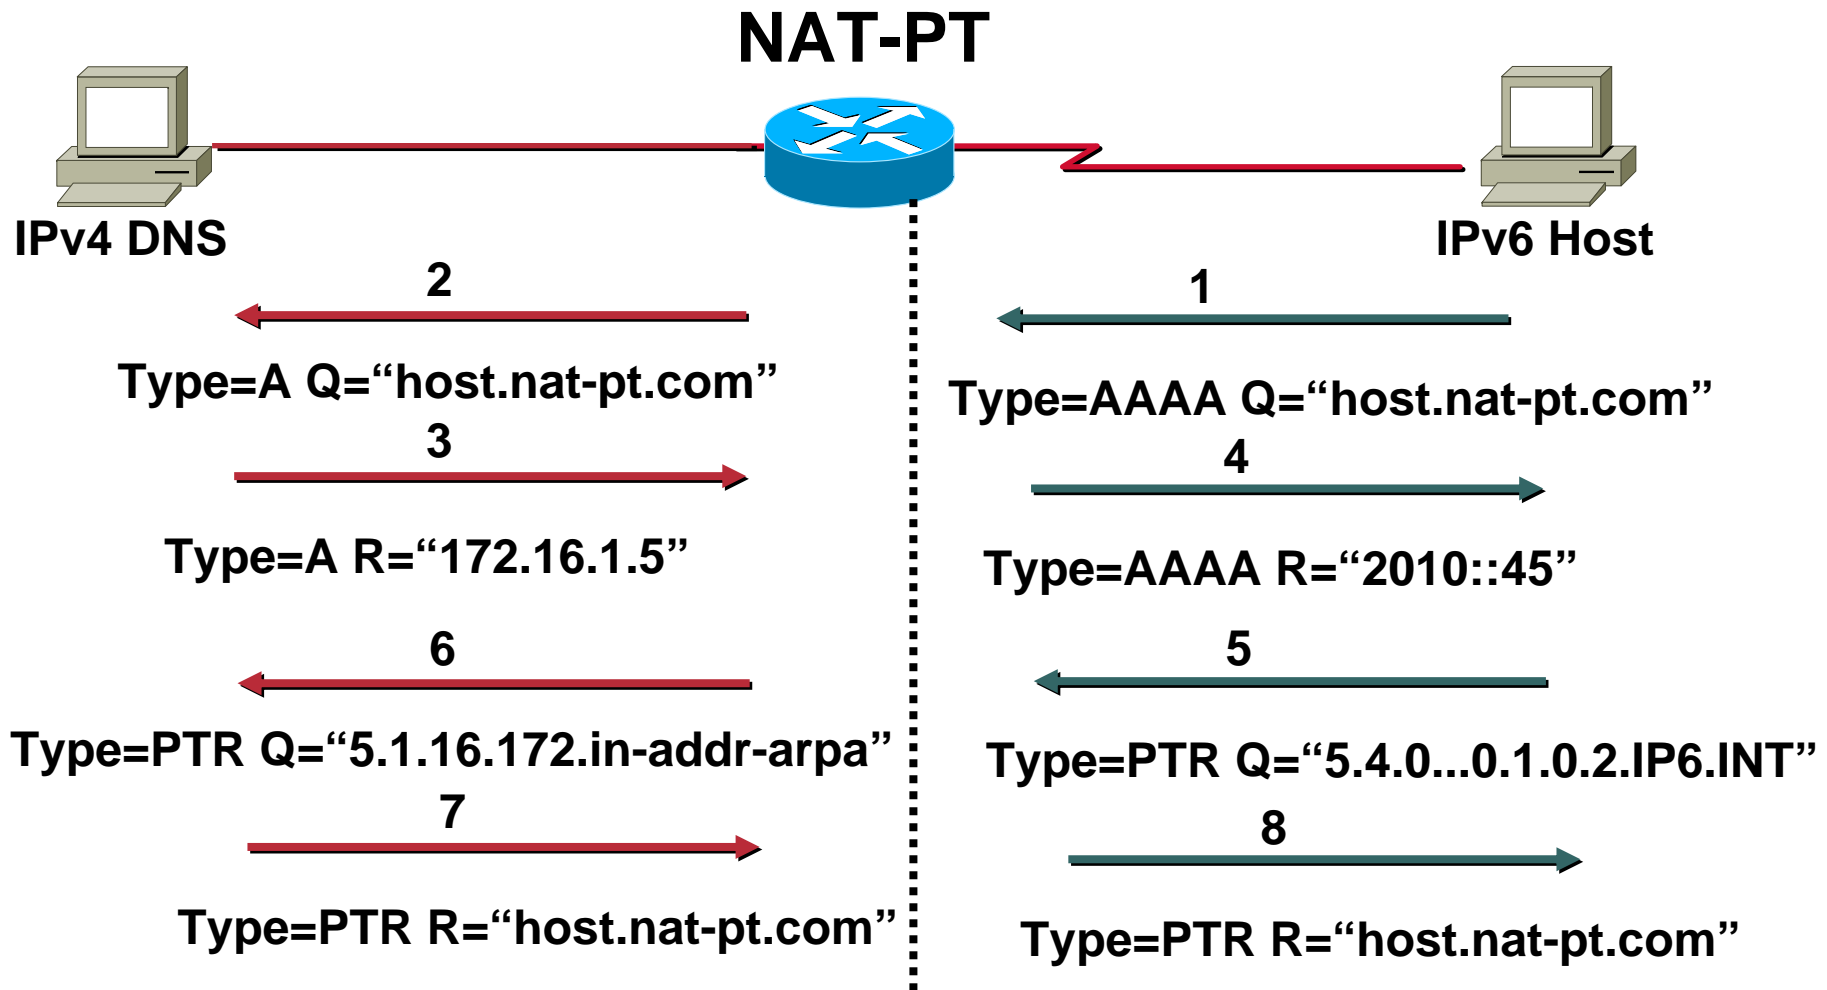 NAT-PT
IPv4 DNS
IPv6 Host
2
1
Type=A Q=“host.nat-pt.com”
Type=AAAA Q=“host.nat-pt.com”
3
4
Type=A R=“172.16.1.5”
Type=AAAA R=“2010::45”
6
5
Type=PTR Q=“5.1.16.172.in-addr-arpa”
Type=PTR Q=“5.4.0...0.1.0.2.IP6.INT”
7
8
Type=PTR R=“host.nat-pt.com”
Type=PTR R=“host.nat-pt.com”